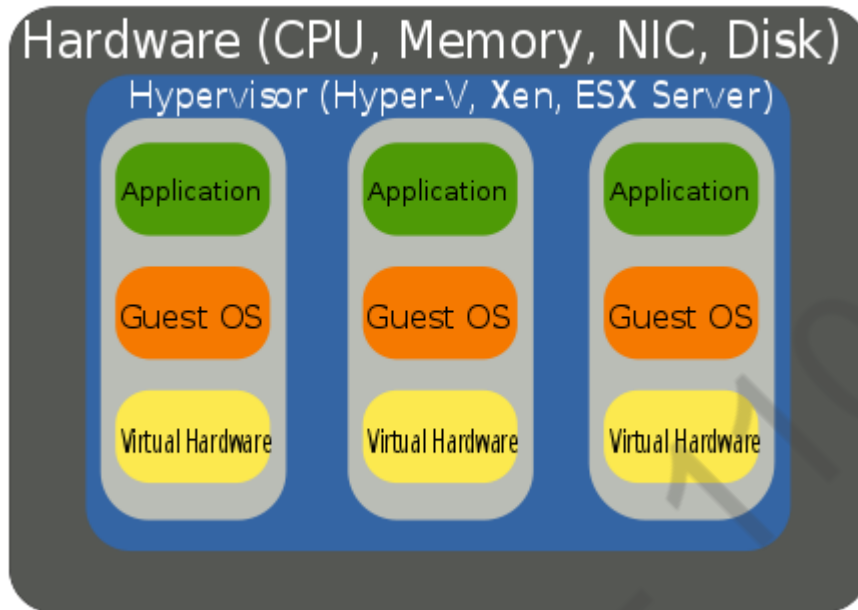 Hardware (CPU, Memory, NIC, Disk)
Hypervisor (Hyper-V, Xen, ESX Server)
Application
Application
Application
Guest OS
Guest OS
Guest OS
Virtual Hardware
Virtual Hardware
Virtual Hardware